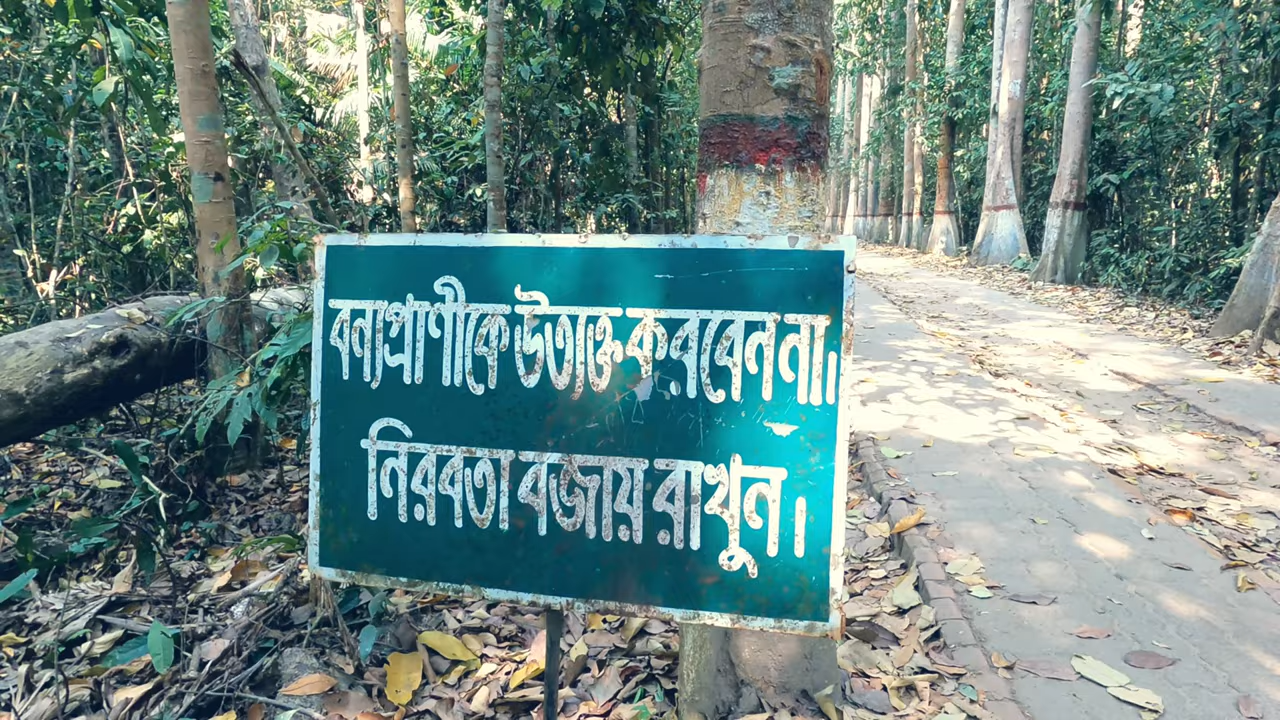 বন্যপ্রাণীকে উত্যক্ত করবেন না।
নিরবতা বজায় রাখুন।